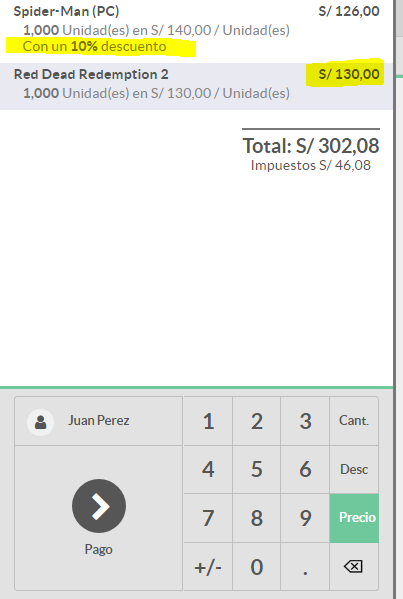 Spider-Man (PC) S/ 126,00
1,000 Unidad(es) en S/ 140,00 / Unidad(es)
Con un 10% descuento
Red Dead Redemption 2 S/ 130,00
1,000 Unidad(es) en S/ 130,00 / Unidad(es)
Total: S/ 302,08
Impuestos S/ 46,08
Juan Perez 1 2 3 Cant.
4 5 6 Desc
7 8 9 Precio
Pago
+/- 0 .